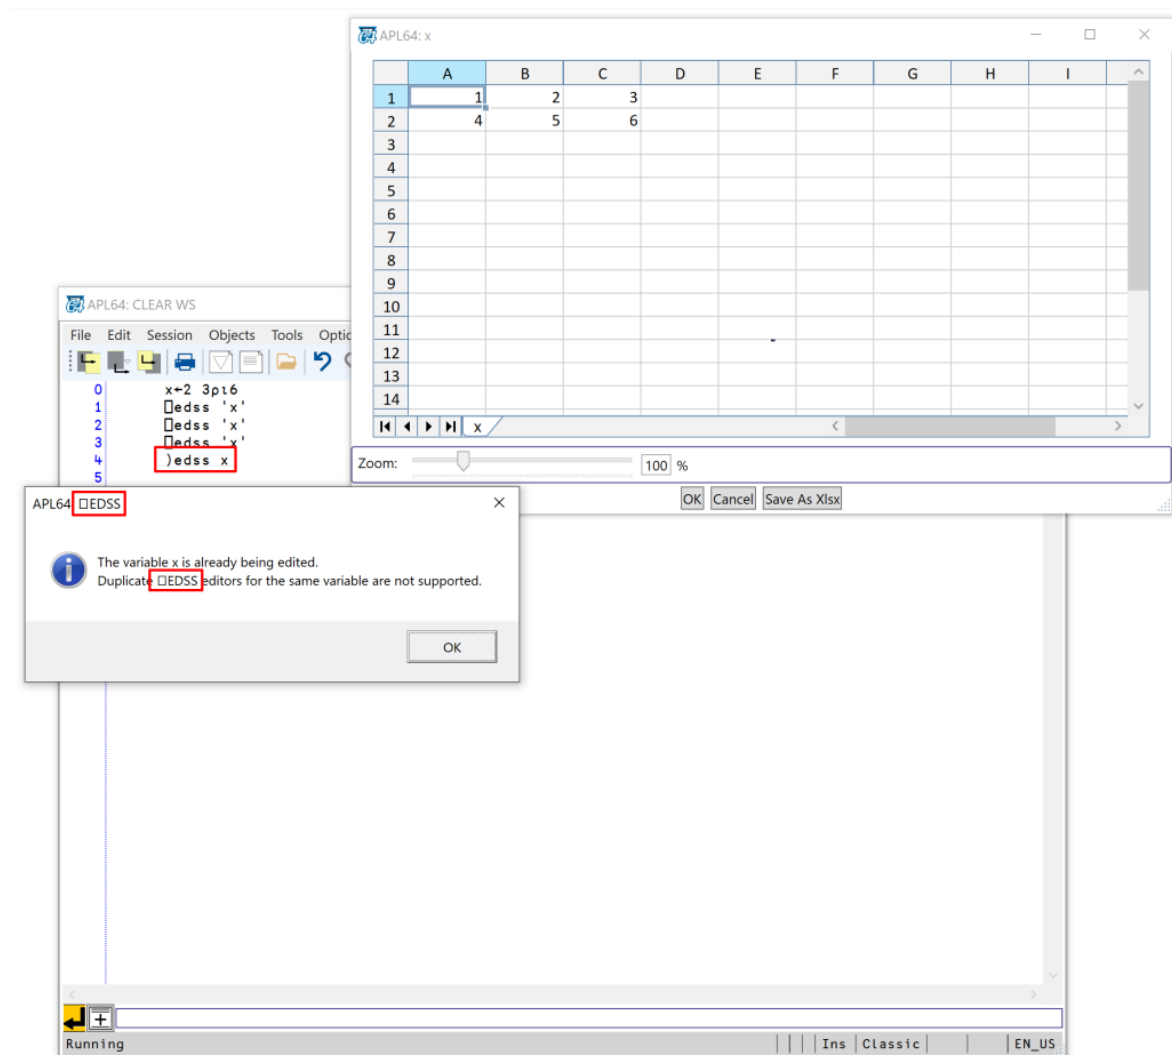 APL64: x
A B C D E F G H I
1 1 2 3
2 4 5 6
3
4
5
6
7
8
9
10
11
12
13
14
x
Zoom: 100 %
OK Cancel Save As Xlsx
APL64: CLEAR WS
File Edit Session Objects Tools Optio
0 x←2 3⍴⍳6
1 ⎕edss 'x'
2 ⎕edss 'x'
3 ⎕edss 'x'
4 )edss x
5
APL64 ⎕EDSS
The variable x is already being edited.
Duplicate ⎕EDSS editors for the same variable are not supported.
OK
Running Ins Classic EN_US